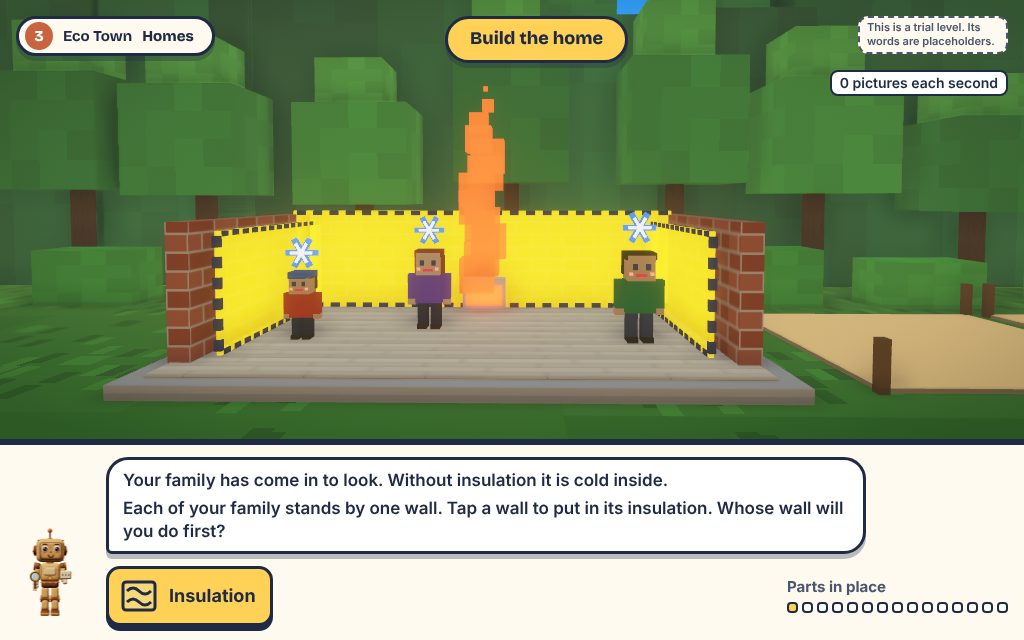 3 Eco Town Homes
Build the home
This is a trial level. Its
words are placeholders.
0 pictures each second
Your family has come in to look. Without insulation it is cold inside.
Each of your family stands by one wall. Tap a wall to put in its insulation. Whose wall will
you do first?
Insulation
Parts in place